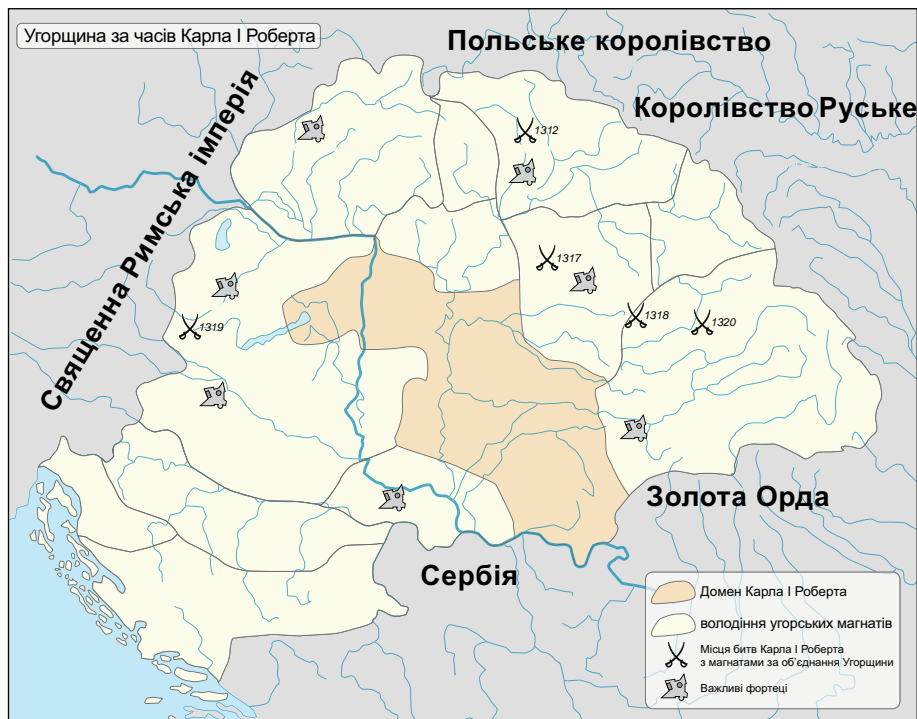 Угорщина за часів Карла I Роберта
Польське королівство
Королівство Руське
Священна Римська імперія
1312
1317
1318
1320
1319
Золота Орда
Сербія
Домен Карла I Роберта
володіння угорських магнатів
Місця битв Карла I Роберта
з магнатами за об’єднання Угорщини
Важливі фортеці